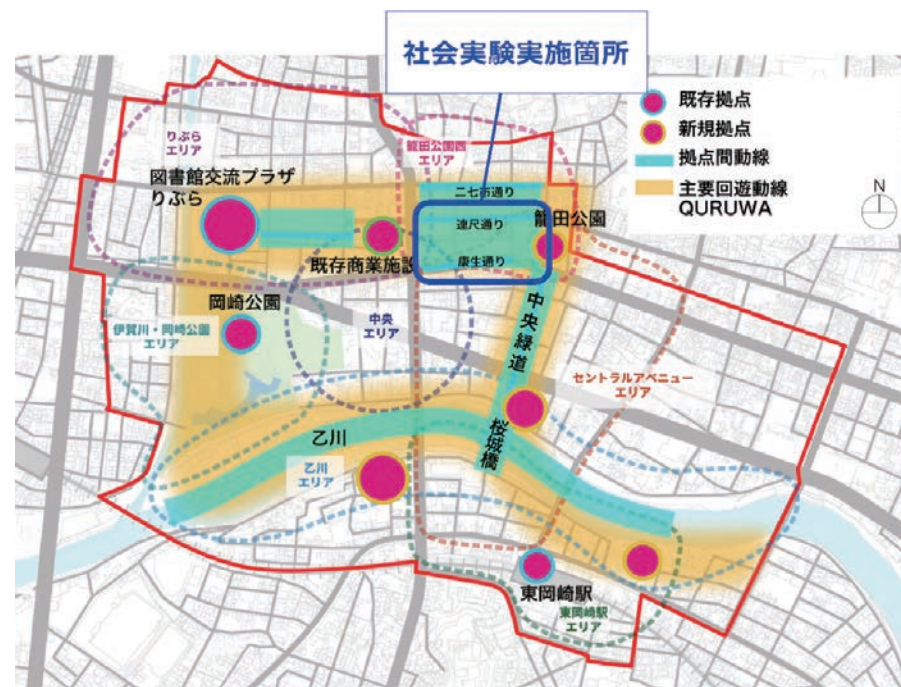 社会実験実施箇所
既存拠点
新規拠点
拠点間動線
主要回遊動線
QURUWA
N
りぶら
エリア
籠田公園西
エリア
図書館交流プラザ
りぶら
二七市通り
連尺通り
康生通り
籠田公園
既存商業施設
岡崎公園
伊賀川・岡崎公園
エリア
中央
エリア
中央緑道
セントラルアベニュー
エリア
桜城橋
乙川
乙川
エリア
東岡崎駅
東岡崎駅
エリア